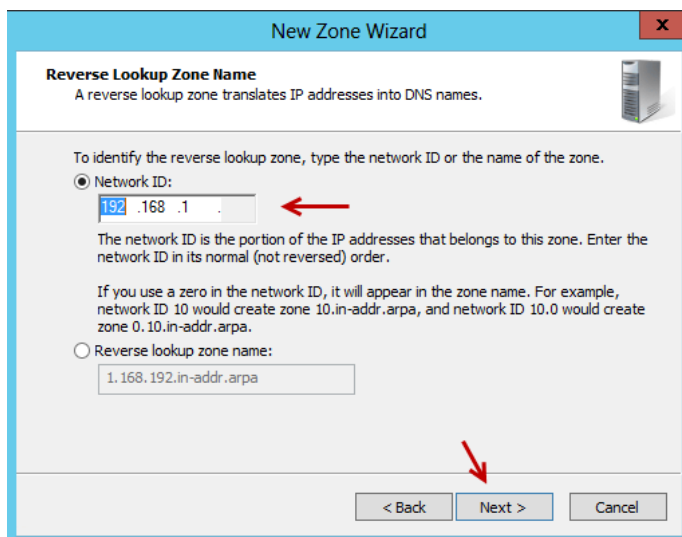 New Zone Wizard
x
Reverse Lookup Zone Name
A reverse lookup zone translates IP addresses into DNS names.
To identify the reverse lookup zone, type the network ID or the name of the zone.
Network ID:
192 .168 .1 .
The network ID is the portion of the IP addresses that belongs to this zone. Enter the
network ID in its normal (not reversed) order.
If you use a zero in the network ID, it will appear in the zone name. For example,
network ID 10 would create zone 10.in-addr.arpa, and network ID 10.0 would create
zone 0.10.in-addr.arpa.
Reverse lookup zone name:
1.168.192.in-addr.arpa
< Back Next > Cancel